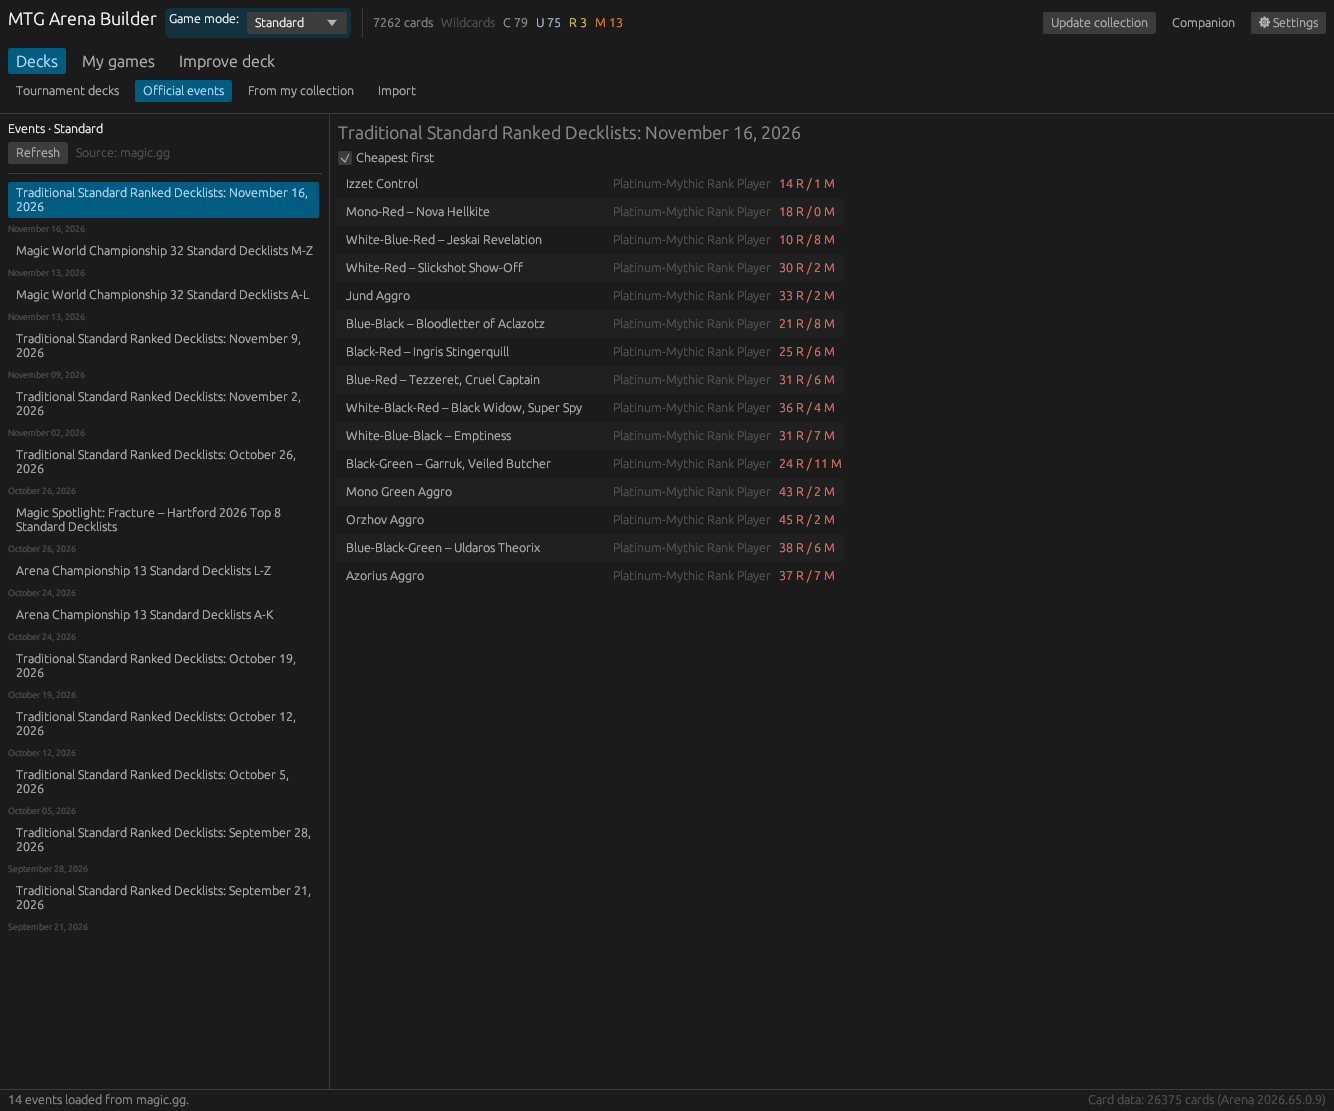 MTG Arena Builder Game mode: Standard 7262 cards Wildcards C 79 U 75 R 3 M 13 Update collection Companion Settings
Decks My games Improve deck
Tournament decks Official events From my collection Import
Events · Standard
Refresh Source: magic.gg
Traditional Standard Ranked Decklists: November 16,
2026
November 16, 2026
Magic World Championship 32 Standard Decklists M-Z
November 13, 2026
Magic World Championship 32 Standard Decklists A-L
November 13, 2026
Traditional Standard Ranked Decklists: November 9,
2026
November 09, 2026
Traditional Standard Ranked Decklists: November 2,
2026
November 02, 2026
Traditional Standard Ranked Decklists: October 26,
2026
October 26, 2026
Magic Spotlight: Fracture – Hartford 2026 Top 8
Standard Decklists
October 26, 2026
Arena Championship 13 Standard Decklists L-Z
October 24, 2026
Arena Championship 13 Standard Decklists A-K
October 24, 2026
Traditional Standard Ranked Decklists: October 19,
2026
October 19, 2026
Traditional Standard Ranked Decklists: October 12,
2026
October 12, 2026
Traditional Standard Ranked Decklists: October 5,
2026
October 05, 2026
Traditional Standard Ranked Decklists: September 28,
2026
September 28, 2026
Traditional Standard Ranked Decklists: September 21,
2026
September 21, 2026
Traditional Standard Ranked Decklists: November 16, 2026
Cheapest first
Izzet Control Platinum-Mythic Rank Player 14 R / 1 M
Mono-Red – Nova Hellkite Platinum-Mythic Rank Player 18 R / 0 M
White-Blue-Red – Jeskai Revelation Platinum-Mythic Rank Player 10 R / 8 M
White-Red – Slickshot Show-Off Platinum-Mythic Rank Player 30 R / 2 M
Jund Aggro Platinum-Mythic Rank Player 33 R / 2 M
Blue-Black – Bloodletter of Aclazotz Platinum-Mythic Rank Player 21 R / 8 M
Black-Red – Ingris Stingerquill Platinum-Mythic Rank Player 25 R / 6 M
Blue-Red – Tezzeret, Cruel Captain Platinum-Mythic Rank Player 31 R / 6 M
White-Black-Red – Black Widow, Super Spy Platinum-Mythic Rank Player 36 R / 4 M
White-Blue-Black – Emptiness Platinum-Mythic Rank Player 31 R / 7 M
Black-Green – Garruk, Veiled Butcher Platinum-Mythic Rank Player 24 R / 11 M
Mono Green Aggro Platinum-Mythic Rank Player 43 R / 2 M
Orzhov Aggro Platinum-Mythic Rank Player 45 R / 2 M
Blue-Black-Green – Uldaros Theorix Platinum-Mythic Rank Player 38 R / 6 M
Azorius Aggro Platinum-Mythic Rank Player 37 R / 7 M
14 events loaded from magic.gg. Card data: 26375 cards (Arena 2026.65.0.9)